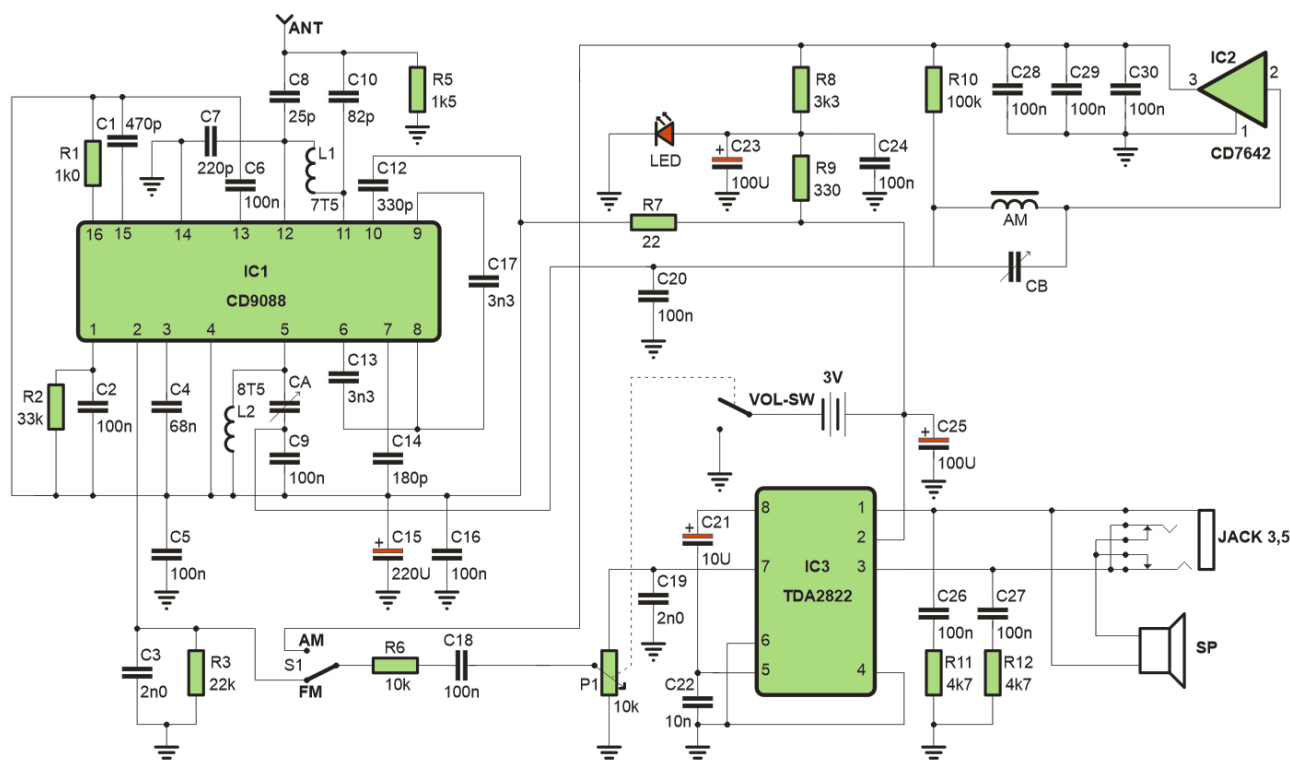 ANT
C8
25p
C10
82p
R5
1k5
R8
3k3
R10
100k
C28
100n
C29
100n
C30
100n
IC2
3
2
1
CD7642
C1
470p
C7
220p
R1
1k0
C6
100n
L1
7T5
C12
330p
LED
+
C23
100U
R9
330
C24
100n
R7
22
AM
CB
16
15
14
13
12
11
10
9
IC1
CD9088
1
2
3
4
5
6
7
8
C17
3n3
C20
100n
R2
33k
C2
100n
C4
68n
8T5
L2
CA
C9
100n
C13
3n3
C14
180p
VOL-SW
3V
+
C25
100U
C5
100n
+
C15
220U
C16
100n
+
C21
10U
8
7
6
5
1
2
3
4
IC3
TDA2822
JACK 3,5
C19
2n0
C26
100n
C27
100n
C3
2n0
R3
22k
AM
S1
FM
R6
10k
C18
100n
P1
10k
C22
10n
R11
4k7
R12
4k7
SP